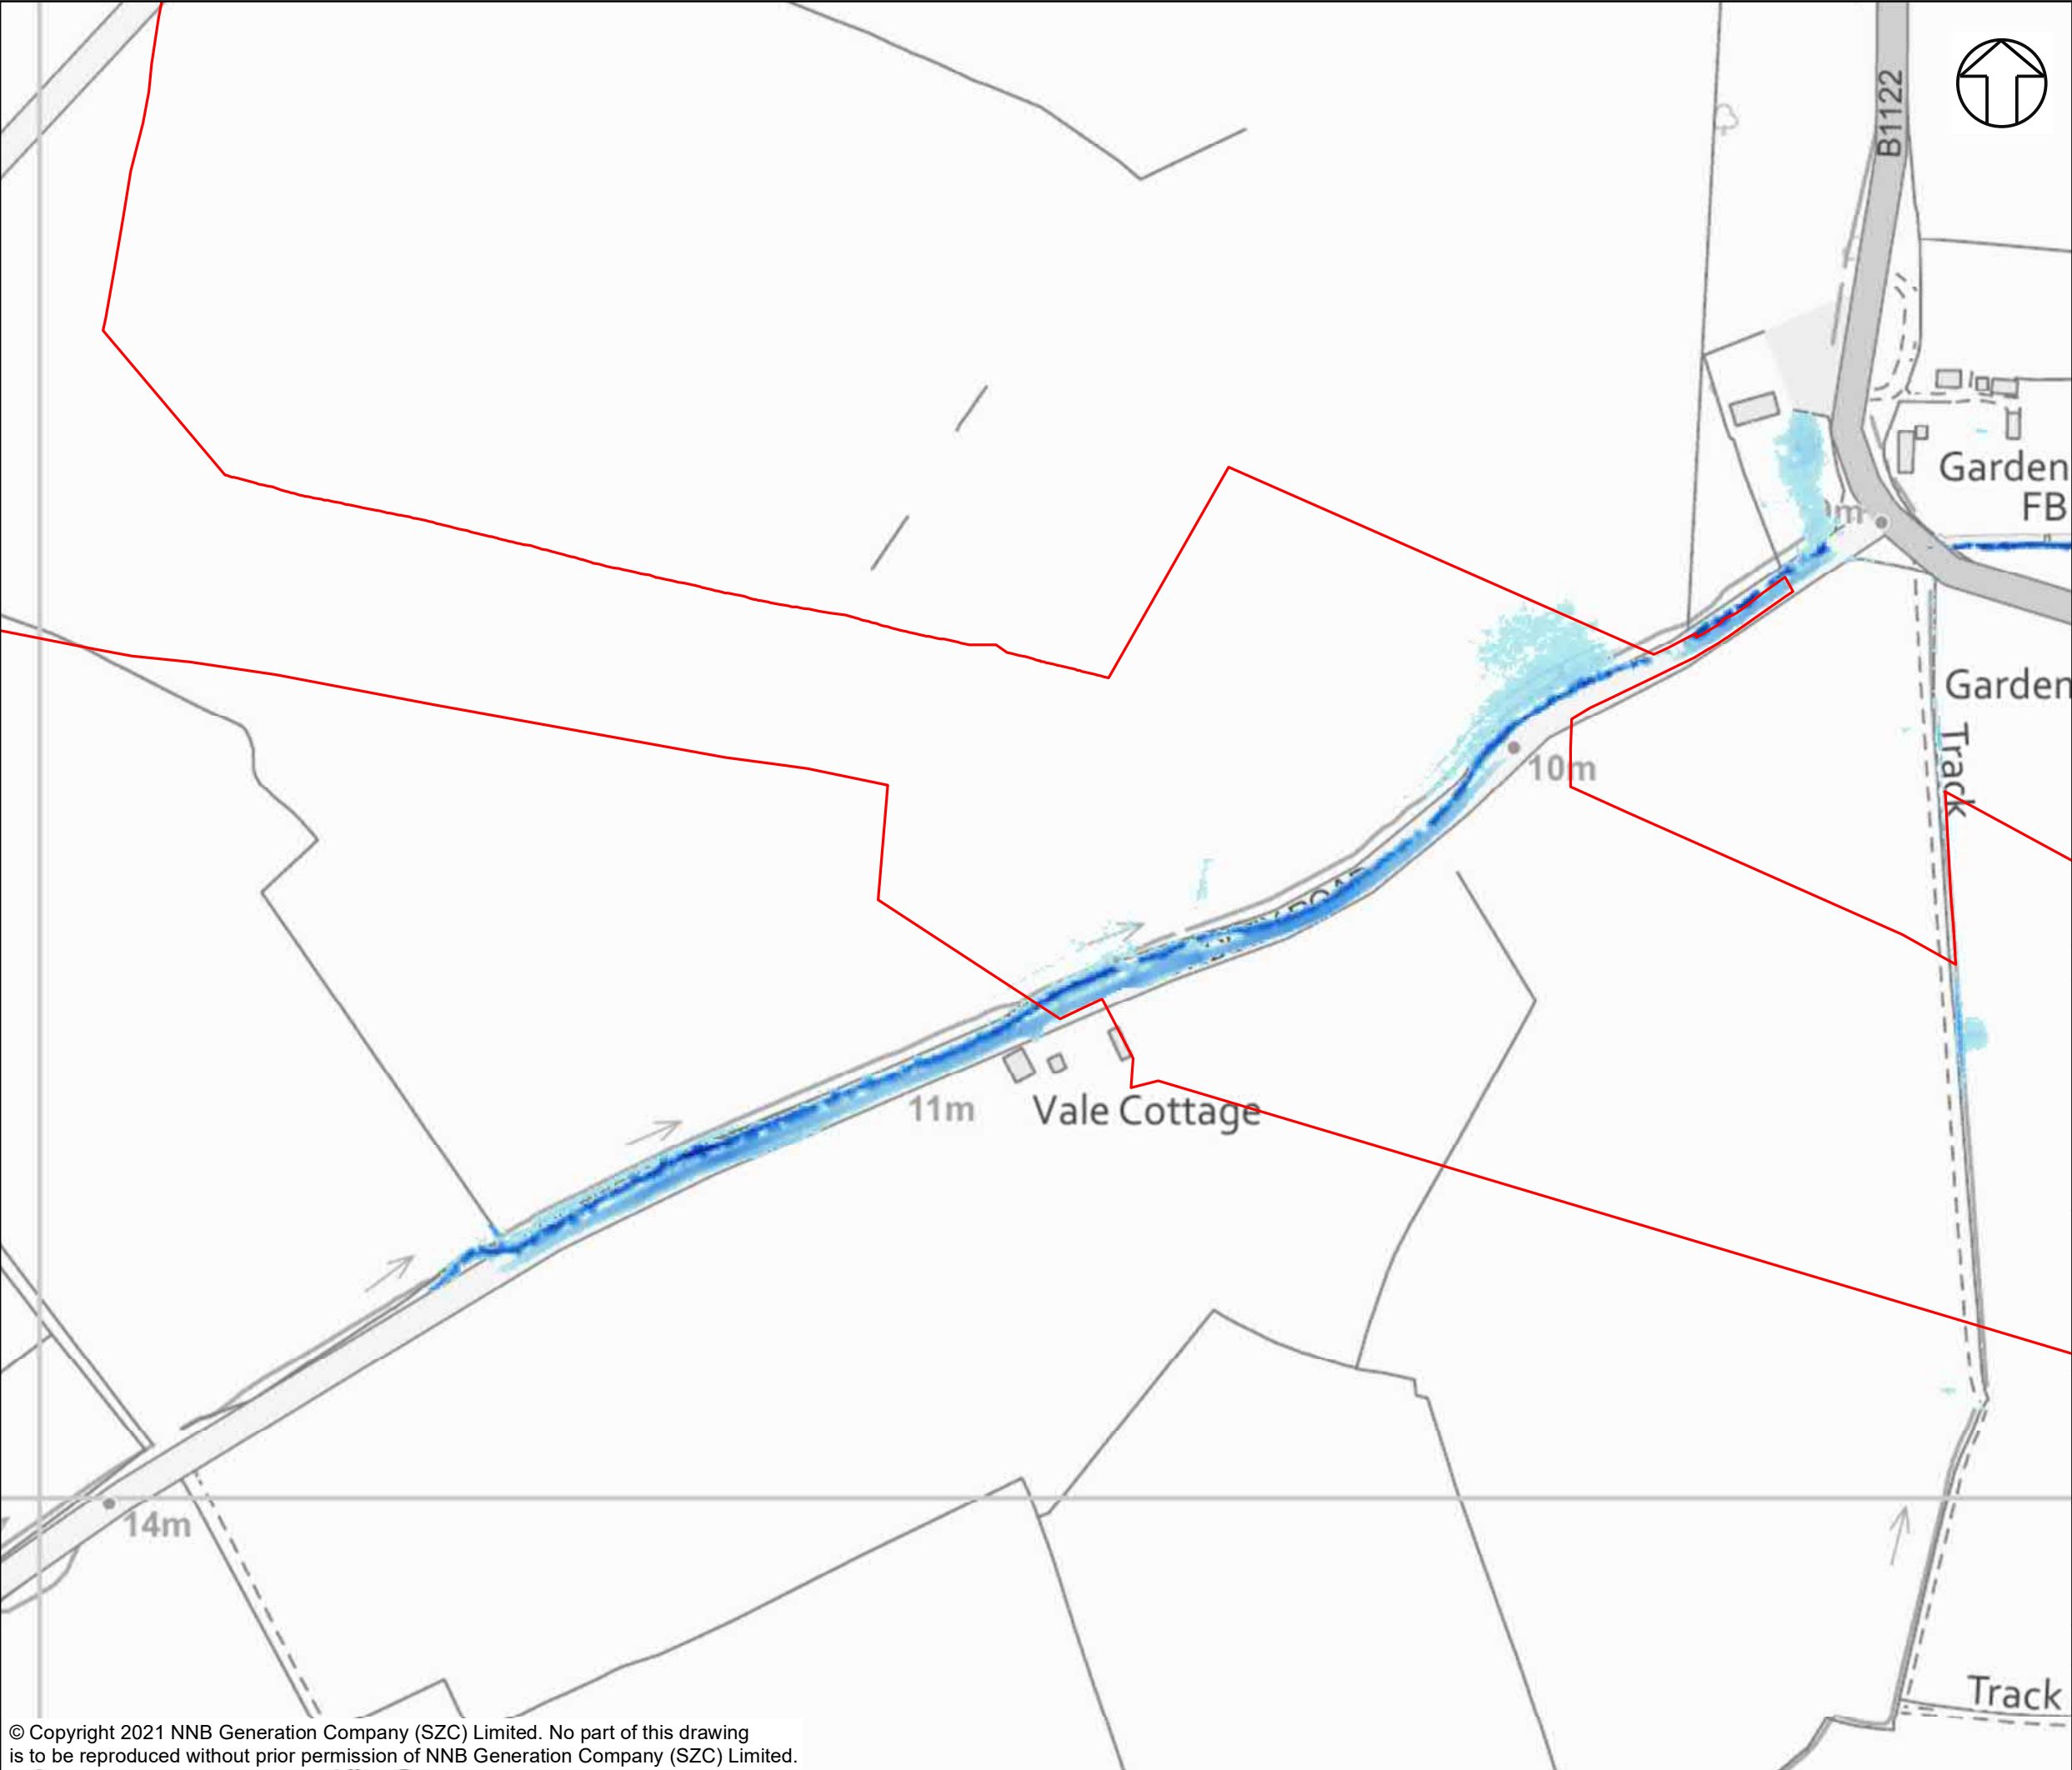 B1122
Garden
FB
Garden
Track
10m
11m
Vale Cottage
14m
Track
© Copyright 2021 NNB Generation Company (SZC) Limited. No part of this drawing
is to be reproduced without prior permission of NNB Generation Company (SZC) Limited.